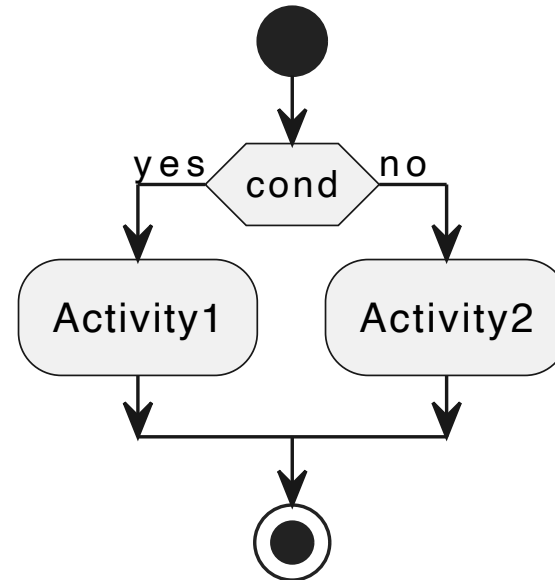 yes
no
cond
Activity1
Activity2